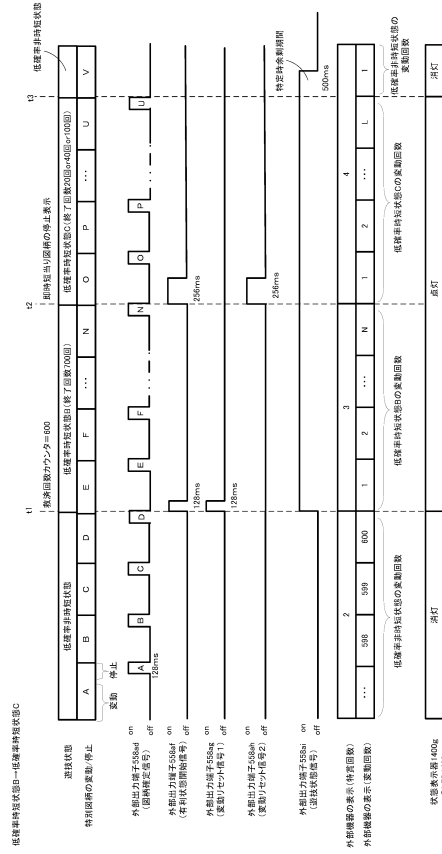 低確率時短状態B→低確率時短状態C
t1
t2
t3
救済回数カウンタ=600
即時短当り図柄の停止表示
低確率非時短状態
遊技状態
低確率非時短状態
低確率時短状態B(終了回数700回)
低確率時短状態C(終了回数20回or40回or100回)
特別図柄の変動/停止
A
B
C
D
E
F
…
N
O
P
…
U
V
変動
停止
外部出力端子558ad
(図柄確定信号)
on
off
A
B
C
D
E
F
N
O
P
U
128ms
外部出力端子558af
(有利状態開始信号)
on
off
128ms
256ms
外部出力端子558ag
(変動リセット信号1)
on
off
128ms
外部出力端子558ah
(変動リセット信号2)
on
off
256ms
外部出力端子558ai
(遊技状態信号)
on
off
特定時余剰期間
500ms
外部機器の表示(特賞回数)
2
3
4
外部機器の表示(変動回数)
…
598
599
600
1
2
…
N
1
2
…
L
1
低確率非時短状態の変動回数
低確率時短状態Bの変動回数
低確率時短状態Cの変動回数
低確率非時短状態の
変動回数
状態表示器1400g
消灯
点灯
消灯